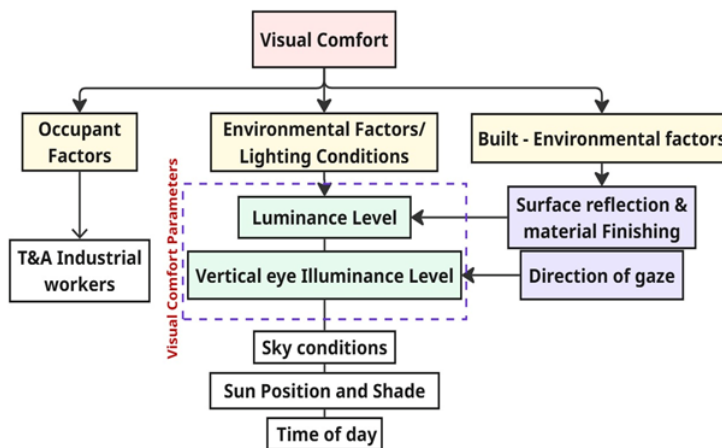 Visual Comfort
Occupant
Factors
Environmental Factors/
Lighting Conditions
Built - Environmental factors
Visual Comfort Parameters
Luminance Level
Surface reflection &
material Finishing
T&A Industrial
workers
Vertical eye Illuminance Level
Direction of gaze
Sky conditions
Sun Position and Shade
Time of day